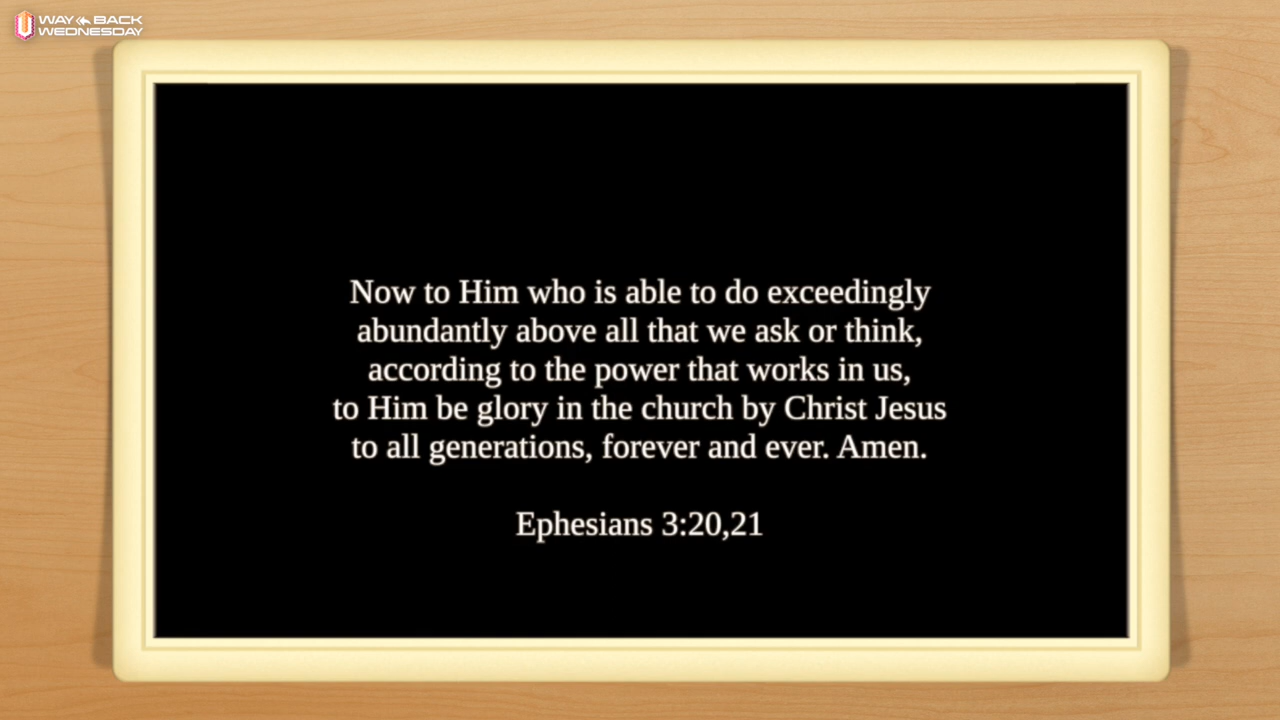 WAY BACK
WEDNESDAY
Now to Him who is able to do exceedingly
abundantly above all that we ask or think,
according to the power that works in us,
to Him be glory in the church by Christ Jesus
to all generations, forever and ever. Amen.
Ephesians 3:20,21